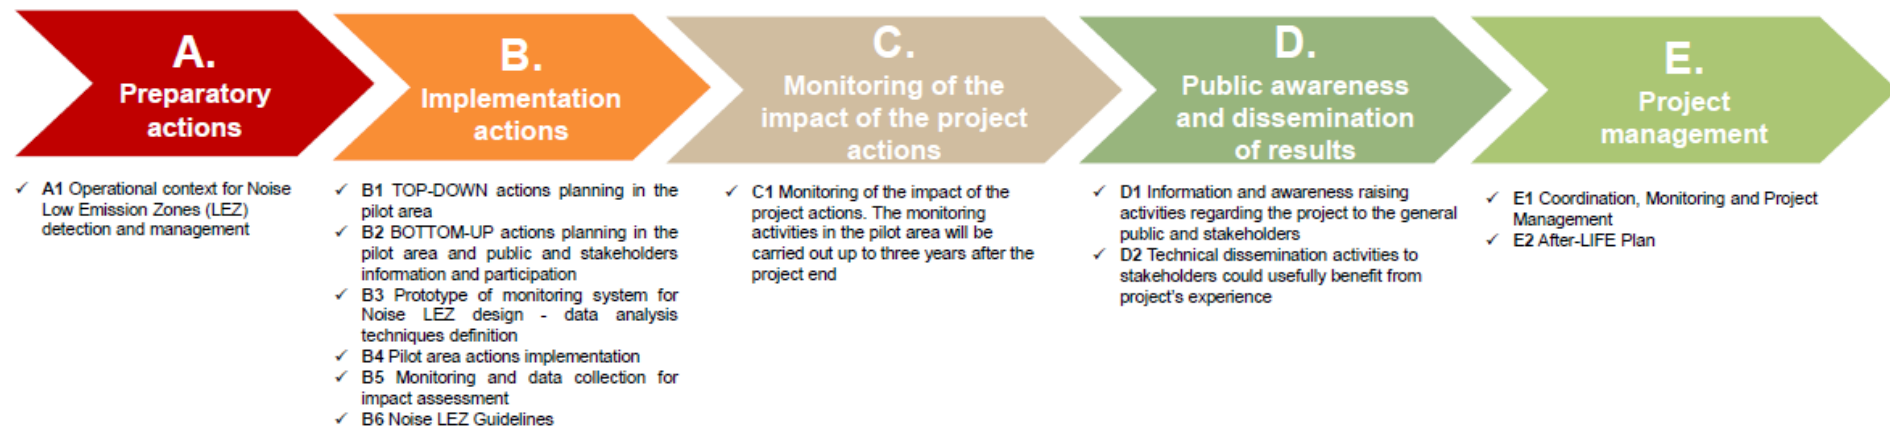 A.
Preparatory
actions
B.
Implementation
actions
C.
Monitoring of the
impact of the project
actions
D.
Public awareness
and dissemination
of results
E.
Project
management
✓ A1 Operational context for Noise
Low Emission Zones (LEZ)
detection and management
✓ B1 TOP-DOWN actions planning in the
pilot area
✓ B2 BOTTOM-UP actions planning in the
pilot area and public and stakeholders
information and participation
✓ B3 Prototype of monitoring system for
Noise LEZ design - data analysis
techniques definition
✓ B4 Pilot area actions implementation
✓ B5 Monitoring and data collection for
impact assessment
✓ B6 Noise LEZ Guidelines
✓ C1 Monitoring of the impact of the
project actions. The monitoring
activities in the pilot area will be
carried out up to three years after the
project end
✓ D1 Information and awareness raising
activities regarding the project to the general
public and stakeholders
✓ D2 Technical dissemination activities to
stakeholders could usefully benefit from
project's experience
✓ E1 Coordination, Monitoring and Project
Management
✓ E2 After-LIFE Plan